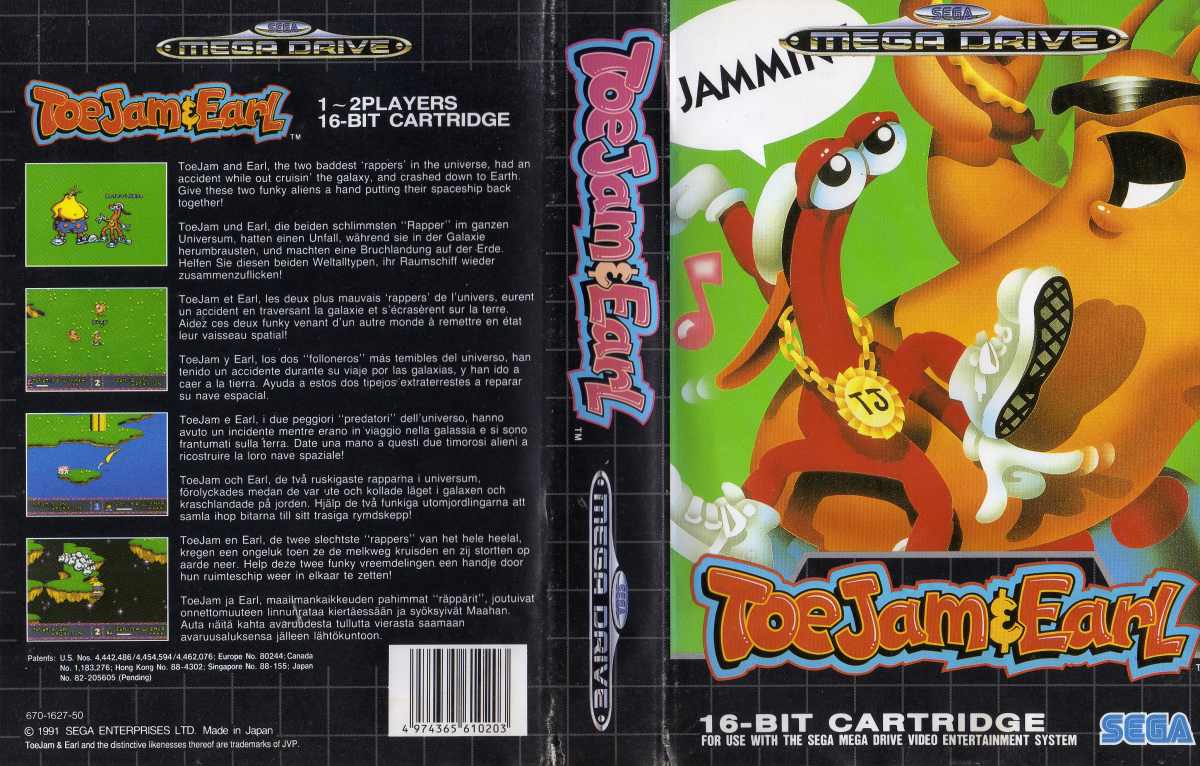 SEGA
MEGA DRIVE
ToeJam & Earl
TM
1~2PLAYERS
16-BIT CARTRIDGE
ToeJam and Earl, the two baddest 'rappers' in the universe, had an
accident while out cruisin' the galaxy, and crashed down to Earth.
Give these two funky aliens a hand putting their spaceship back
together!
ToeJam und Earl, die beiden schlimmsten "Rapper" im ganzen
Universum, hatten einen Unfall, während sie in der Galaxie
herumbrausten, und machten eine Bruchlandung auf der Erde.
Helfen Sie diesen beiden Weltalltypen, ihr Raumschiff wieder
zusammenzuflicken!
ToeJam et Earl, les deux plus mauvais 'rappers' de l'univers, eurent
un accident en traversant la galaxie et s'écrasèrent sur la terre.
Aidez ces deux funky venant d'un autre monde à remettre en état
leur vaisseau spatial!
ToeJam y Earl, los dos "folloneros" más temibles del universo, han
tenido un accidente durante su viaje por las galaxias, y han ido a
caer a la tierra. Ayuda a estos dos tipejos extraterrestes a reparar
su nave espacial.
ToeJam e Earl, i due peggiori "predatori" dell'universo, hanno
avuto un incidente mentre erano in viaggio nella galassia e si sono
frantumati sulla terra. Date una mano a questi due timorosi alieni a
ricostruire la loro nave spaziale!
ToeJam och Earl, de två ruskigaste rapparna i universum,
förolyckades medan de var ute och kollade läget i galaxen och
kraschlandade på jorden. Hjälp de två funkiga utomjordlingarna att
samla ihop bitarna till sitt trasiga rymdskepp!
ToeJam en Earl, de twee slechtste "rappers" van het hele heelal,
kregen een ongeluk toen ze de melkweg kruisden en zij stortten op
aarde neer. Help deze twee funky vreemdelingen een handje door
hun ruimteschip weer in elkaar te zetten!
ToeJam ja Earl, maailmankaikkeuden pahimmat "räppärit", joutuivat
onnettomuuteen linnunrataa kiertäessään ja syöksyivät Maahan.
Auta näitä kahta avaruudesta tullutta vierasta saamaan
avaruusaluksensa jälleen lähtökuntoon.
2
2
Patents: U.S. Nos. 4,442,486/4,454,594/4,462,076; Europe No. 80244; Canada
No. 1,183,276; Hong Kong No. 88-4302; Singapore No. 88-155; Japan
No. 82-205605 (Pending)
670-1627-50
© 1991 SEGA ENTERPRISES LTD. Made in Japan
ToeJam & Earl and the distinctive likenesses thereof are trademarks of JVP.
4 974365 610203
ToeJam & Earl
TM
SEGA
MEGA DRIVE
SEGA
MEGA DRIVE
JAMMIN'
TJ
ToeJam & Earl
16-BIT CARTRIDGE
FOR USE WITH THE SEGA MEGA DRIVE VIDEO ENTERTAINMENT SYSTEM
SEGA